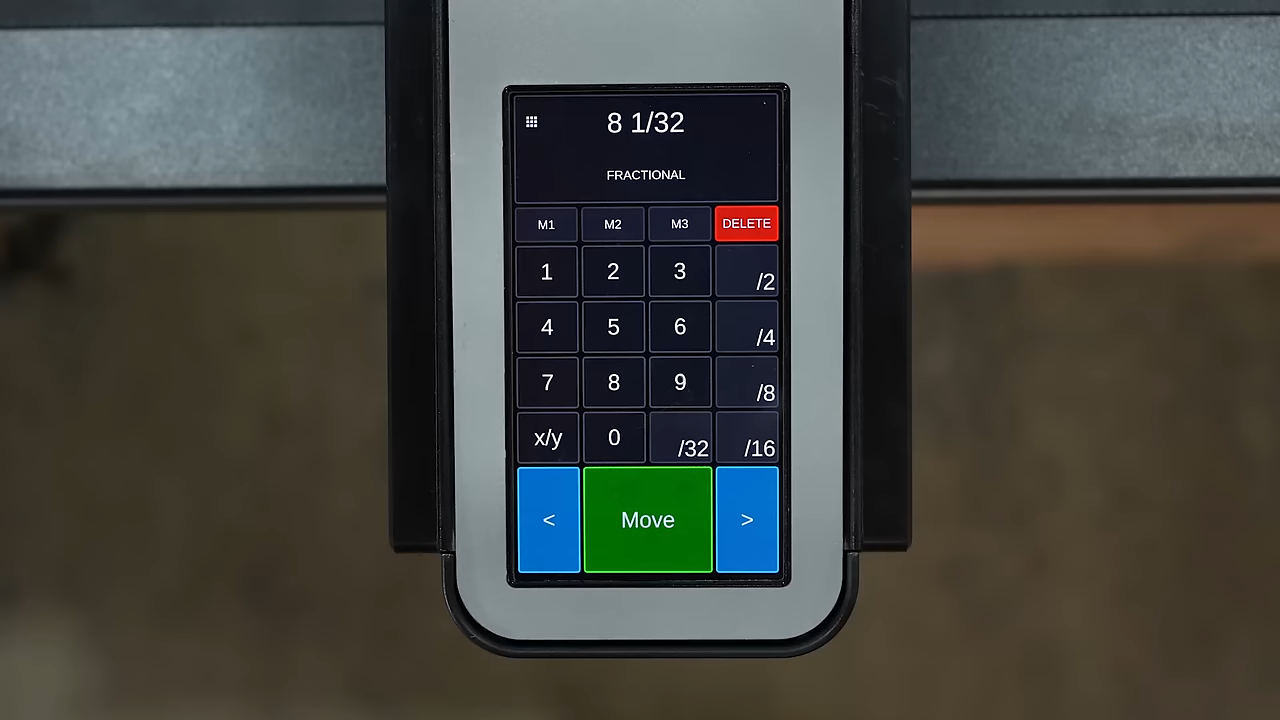 8 1/32
FRACTIONAL
M1 M2 M3 DELETE
1 2 3 /2
4 5 6 /4
7 8 9 /8
x/y 0 /32 /16
< Move >